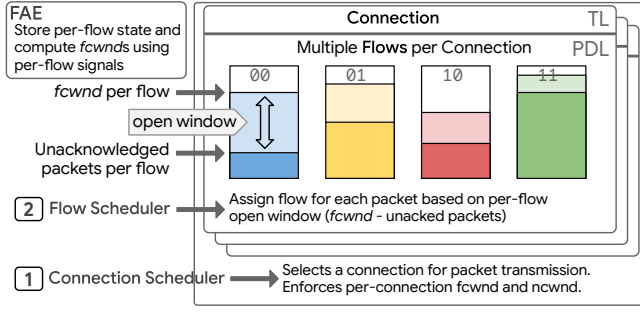 FAE
Store per-flow state and
compute fcwnds using
per-flow signals
Connection
TL
Multiple Flows per Connection
PDL
00
01
10
11
fcwnd per flow
open window
Unacknowledged
packets per flow
2 Flow Scheduler
Assign flow for each packet based on per-flow
open window (fcwnd - unacked packets)
1 Connection Scheduler
Selects a connection for packet transmission.
Enforces per-connection fcwnd and ncwnd.